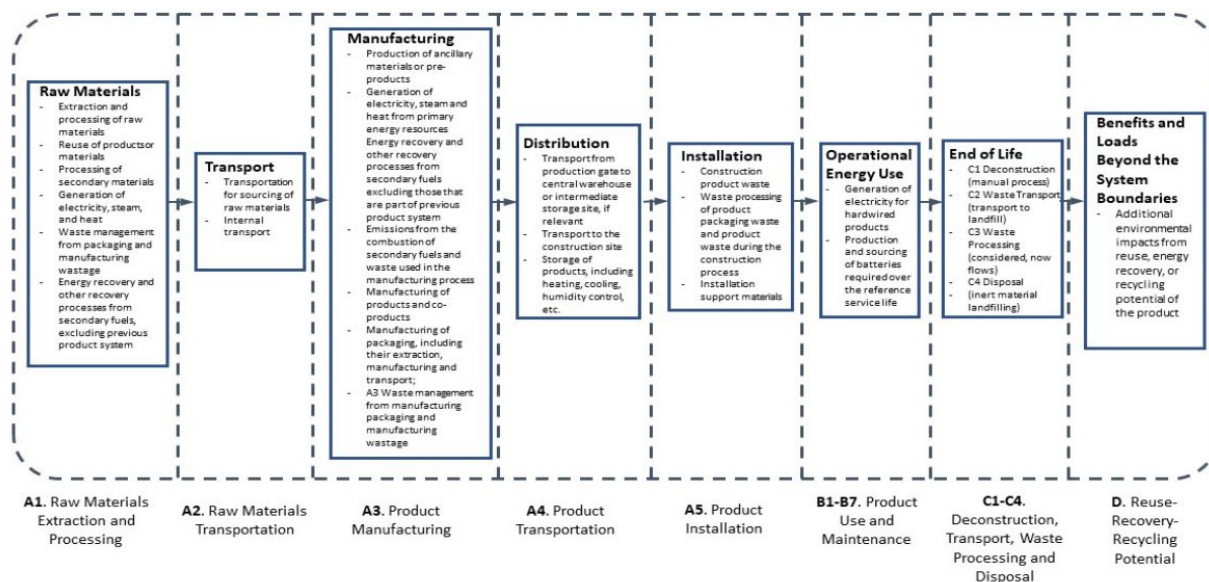 Raw Materials
- Extraction and
processing of raw
materials
- Reuse of productsor
materials
- Processing of
secondary materials
- Generation of
electricity, steam,
and heat
- Waste management
from packaging and
manufacturing
wastage
- Energy recovery and
other recovery
processes from
secondary fuels,
excluding previous
product system
Transport
- Transportation
for sourcing of
raw materials
- Internal
transport
Manufacturing
- Production of ancillary
materials or pre-
products
- Generation of
electricity, steam and
heat from primary
energy resources
Energy recovery and
other recovery
processes from
secondary fuels
excluding those that
are part of previous
product system
- Emissions from the
combustion of
secondary fuels and
waste used in the
manufacturing process
- Manufacturing of
products and co-
products
- Manufacturing of
packaging, including
their extraction,
manufacturing and
transport;
- A3 Waste management
from manufacturing
packaging and
manufacturing
wastage
Distribution
- Transport from
production gate to
central warehouse
or intermediate
storage site, if
relevant
- Transport to the
construction site
- Storage of
products, including
heating, cooling,
humidity control,
etc.
Installation
- Construction
product waste
- Waste processing of
product packaging
waste and product
waste during the
construction
process
- Installation
support materials
Operational
Energy Use
- Generation of
electricity for
hardwired
products
- Production
and sourcing
of batteries
required over
the reference
service life
End of Life
- C1 Deconstruction
(manual process)
- C2 Waste Transport
(transport to
landfill)
- C3 Waste
Processing
(considered, now
flows)
- C4 Disposal
- (inert material
landfilling)
Benefits and
Loads
Beyond the
System
Boundaries
- Additional
environmental
impacts from
reuse, energy
recovery, or
recycling
potential of
the product
A1. Raw Materials
Extraction and
Processing
A2. Raw Materials
Transportation
A3. Product
Manufacturing
A4. Product
Transportation
A5. Product
Installation
B1-B7. Product
Use and
Maintenance
C1-C4.
Deconstruction,
Transport, Waste
Processing and
Disposal
D. Reuse-
Recovery-
Recycling
Potential